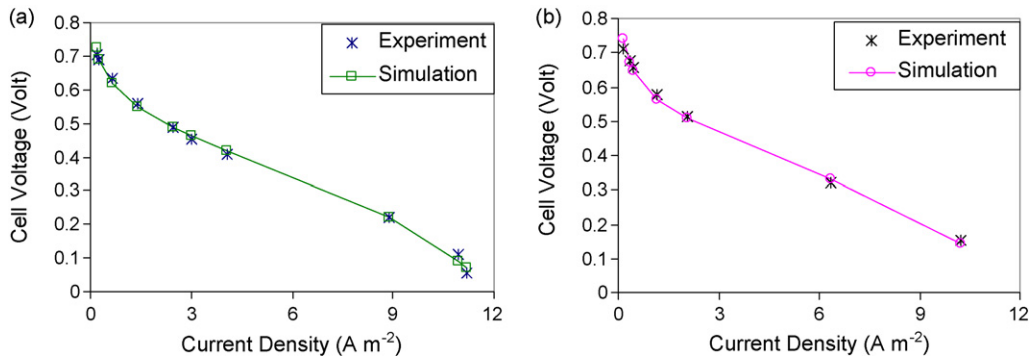 (a)
0.8
0.7
0.6
0.5
0.4
0.3
0.2
0.1
0.0
Cell Voltage (Volt)
Experiment
Simulation
0
3
6
9
12
Current Density (A m-2)
(b)
0.8
0.7
0.6
0.5
0.4
0.3
0.2
0.1
0.0
Cell Voltage (Volt)
Experiment
Simulation
0
3
6
9
12
Current Density (A m-2)